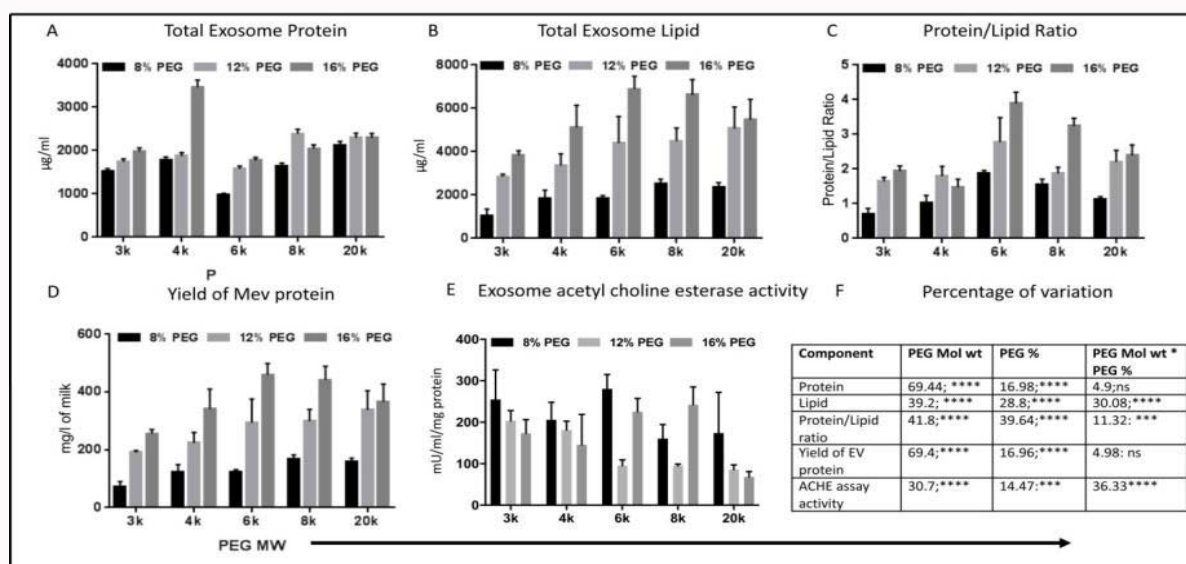 A
Total Exosome Protein
8% PEG 12% PEG 16% PEG
µg/ml
4000
3000
2000
1000
0
3k 4k 6k 8k 20k
P
B
Total Exosome Lipid
8% PEG 12% PEG 16% PEG
µg/ml
8000
6000
4000
2000
0
3k 4k 6k 8k 20k
C
Protein/Lipid Ratio
8% PEG 12% PEG 16% PEG
Protein/Lipid Ratio
5
4
3
2
1
0
3k 4k 6k 8k 20k
D
Yield of Mev protein
8% PEG 12% PEG 16% PEG
mg/l of milk
600
400
200
0
3k 4k 6k 8k 20k
PEG MW
E
Exosome acetyl choline esterase activity
8% PEG 12% PEG 16% PEG
mU/ml/mg protein
400
300
200
100
0
3k 4k 6k 8k 20k
F
Percentage of variation
Component PEG Mol wt PEG % PEG Mol wt *
PEG %
Protein 69.44; **** 16.98;**** 4.9;ns
Lipid 39.2; **** 28.8; **** 30.08;****
Protein/Lipid 41.8;**** 39.64; **** 11.32: ***
ratio
Yield of EV 69.4;**** 16.96;**** 4.98: ns
protein
ACHE assay 30.7;**** 14.47:*** 36.33****
activity